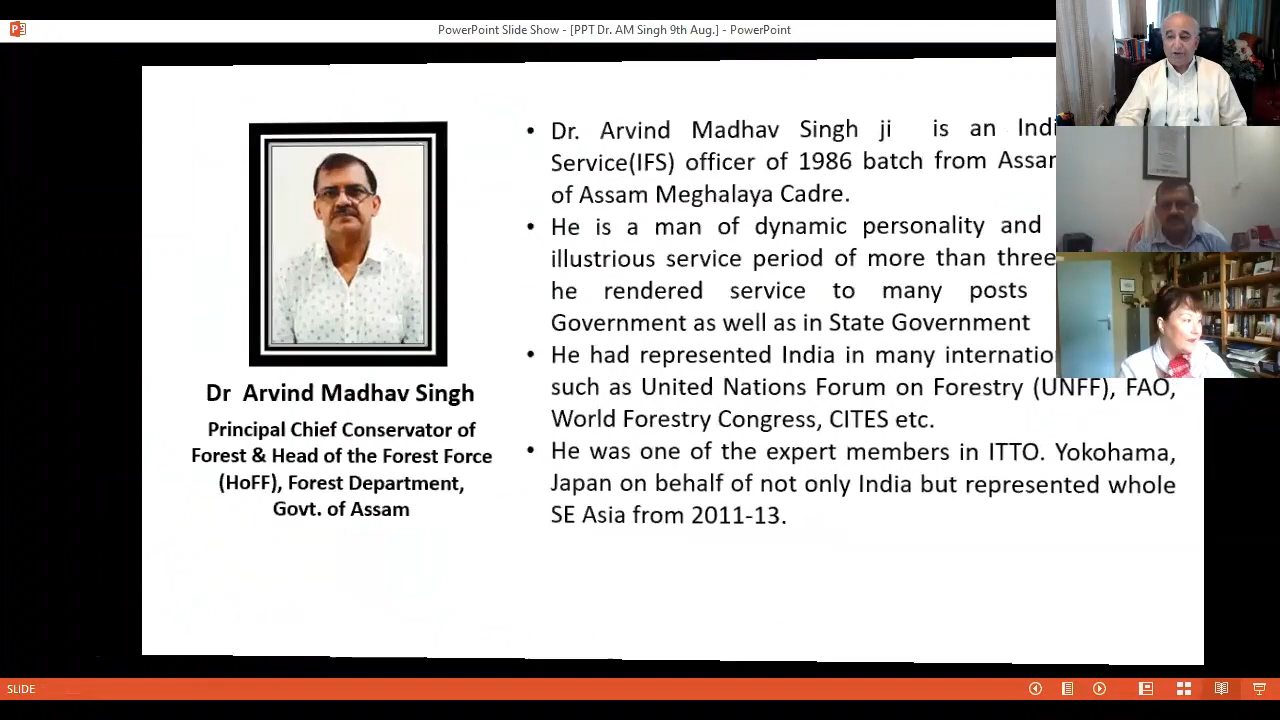 PowerPoint Slide Show - [PPT Dr. AM Singh 9th Aug.] - PowerPoint
Dr Arvind Madhav Singh
Principal Chief Conservator of
Forest & Head of the Forest Force
(HoFF), Forest Department,
Govt. of Assam
• Dr. Arvind Madhav Singh ji is an Indi
Service(IFS) officer of 1986 batch from Assa
of Assam Meghalaya Cadre.
• He is a man of dynamic personality and
illustrious service period of more than three
he rendered service to many posts
Government as well as in State Government
• He had represented India in many internatio
such as United Nations Forum on Forestry (UNFF), FAO,
World Forestry Congress, CITES etc.
• He was one of the expert members in ITTO. Yokohama,
Japan on behalf of not only India but represented whole
SE Asia from 2011-13.
SLIDE